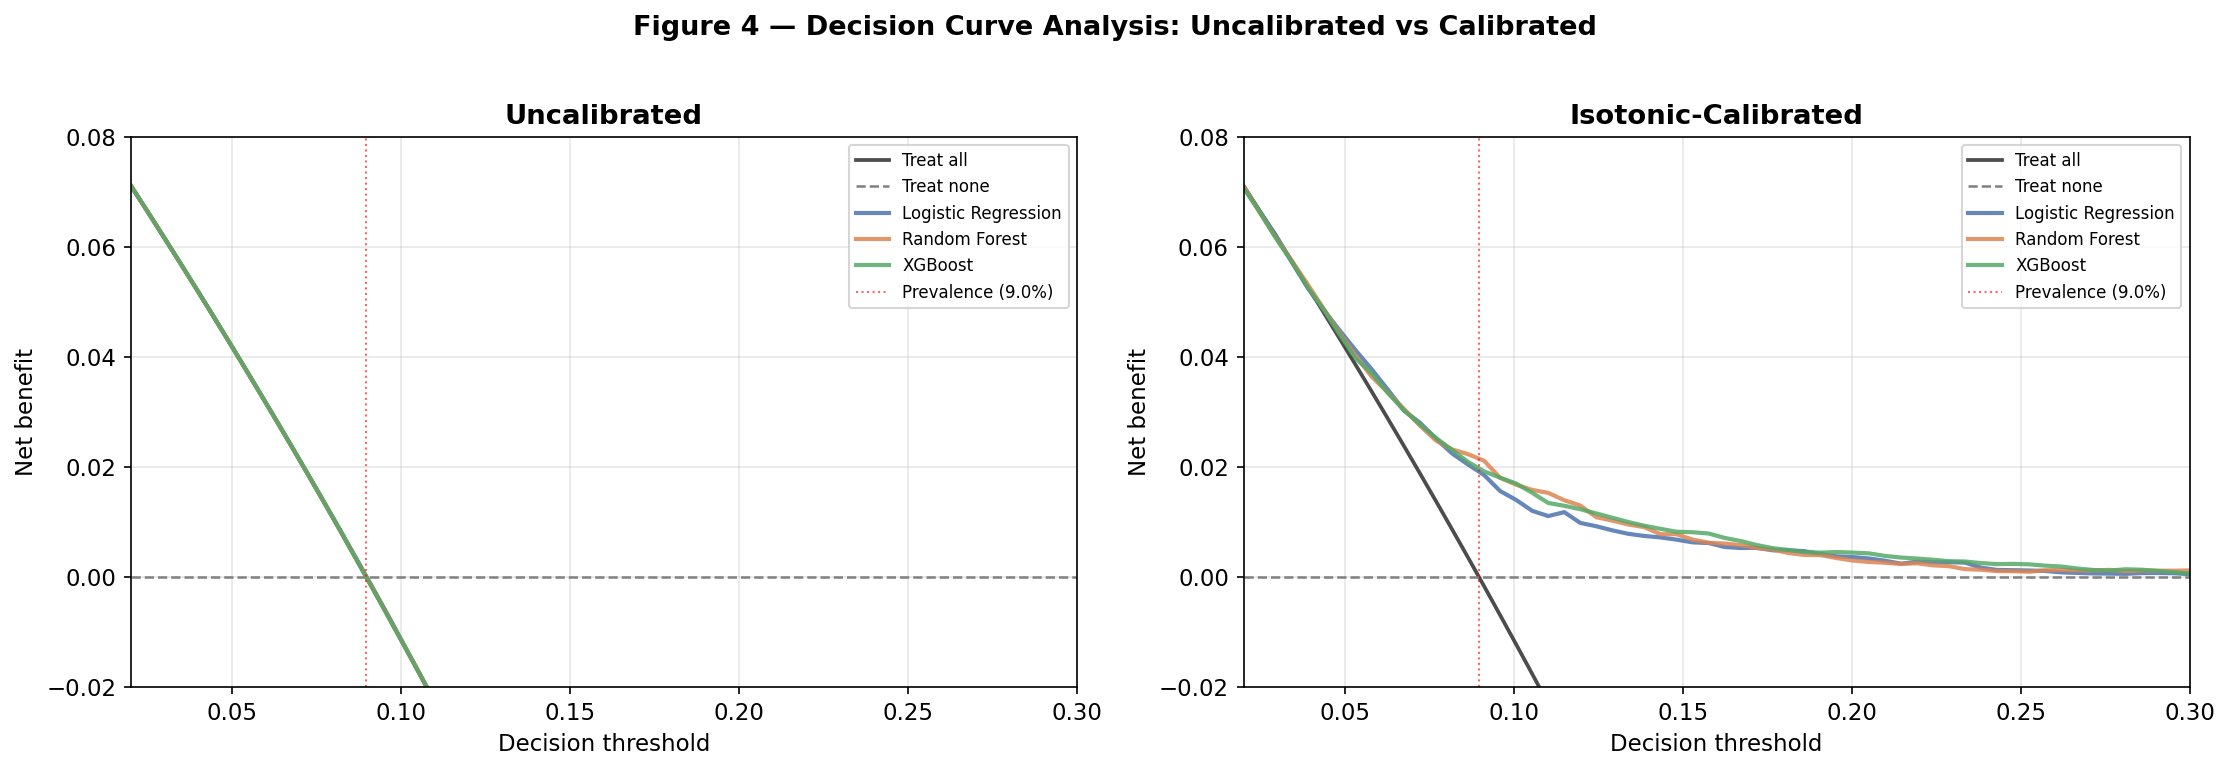 Figure 4 — Decision Curve Analysis: Uncalibrated vs Calibrated
Uncalibrated
0.08
0.06
0.04
0.02
0.00
−0.02
Net benefit
Treat all
Treat none
Logistic Regression
Random Forest
XGBoost
Prevalence (9.0%)
0.05 0.10 0.15 0.20 0.25 0.30
Decision threshold
Isotonic-Calibrated
0.08
0.06
0.04
0.02
0.00
−0.02
Net benefit
Treat all
Treat none
Logistic Regression
Random Forest
XGBoost
Prevalence (9.0%)
0.05 0.10 0.15 0.20 0.25 0.30
Decision threshold